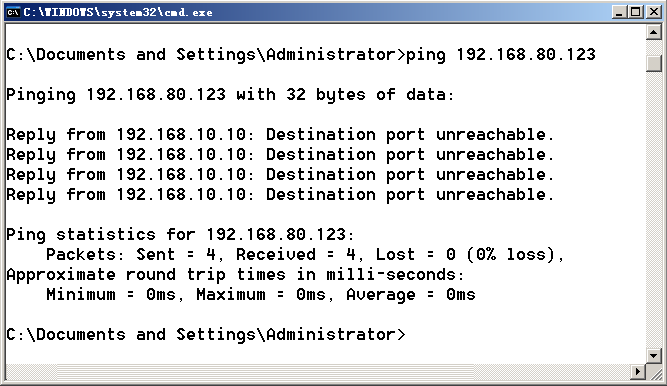 C:\WINDOWS\system32\cmd.exe
C:\Documents and Settings\Administrator>ping 192.168.80.123
Pinging 192.168.80.123 with 32 bytes of data:
Reply from 192.168.10.10: Destination port unreachable.
Reply from 192.168.10.10: Destination port unreachable.
Reply from 192.168.10.10: Destination port unreachable.
Reply from 192.168.10.10: Destination port unreachable.
Ping statistics for 192.168.80.123:
    Packets: Sent = 4, Received = 4, Lost = 0 (0% loss),
Approximate round trip times in milli-seconds:
    Minimum = 0ms, Maximum = 0ms, Average = 0ms
C:\Documents and Settings\Administrator>